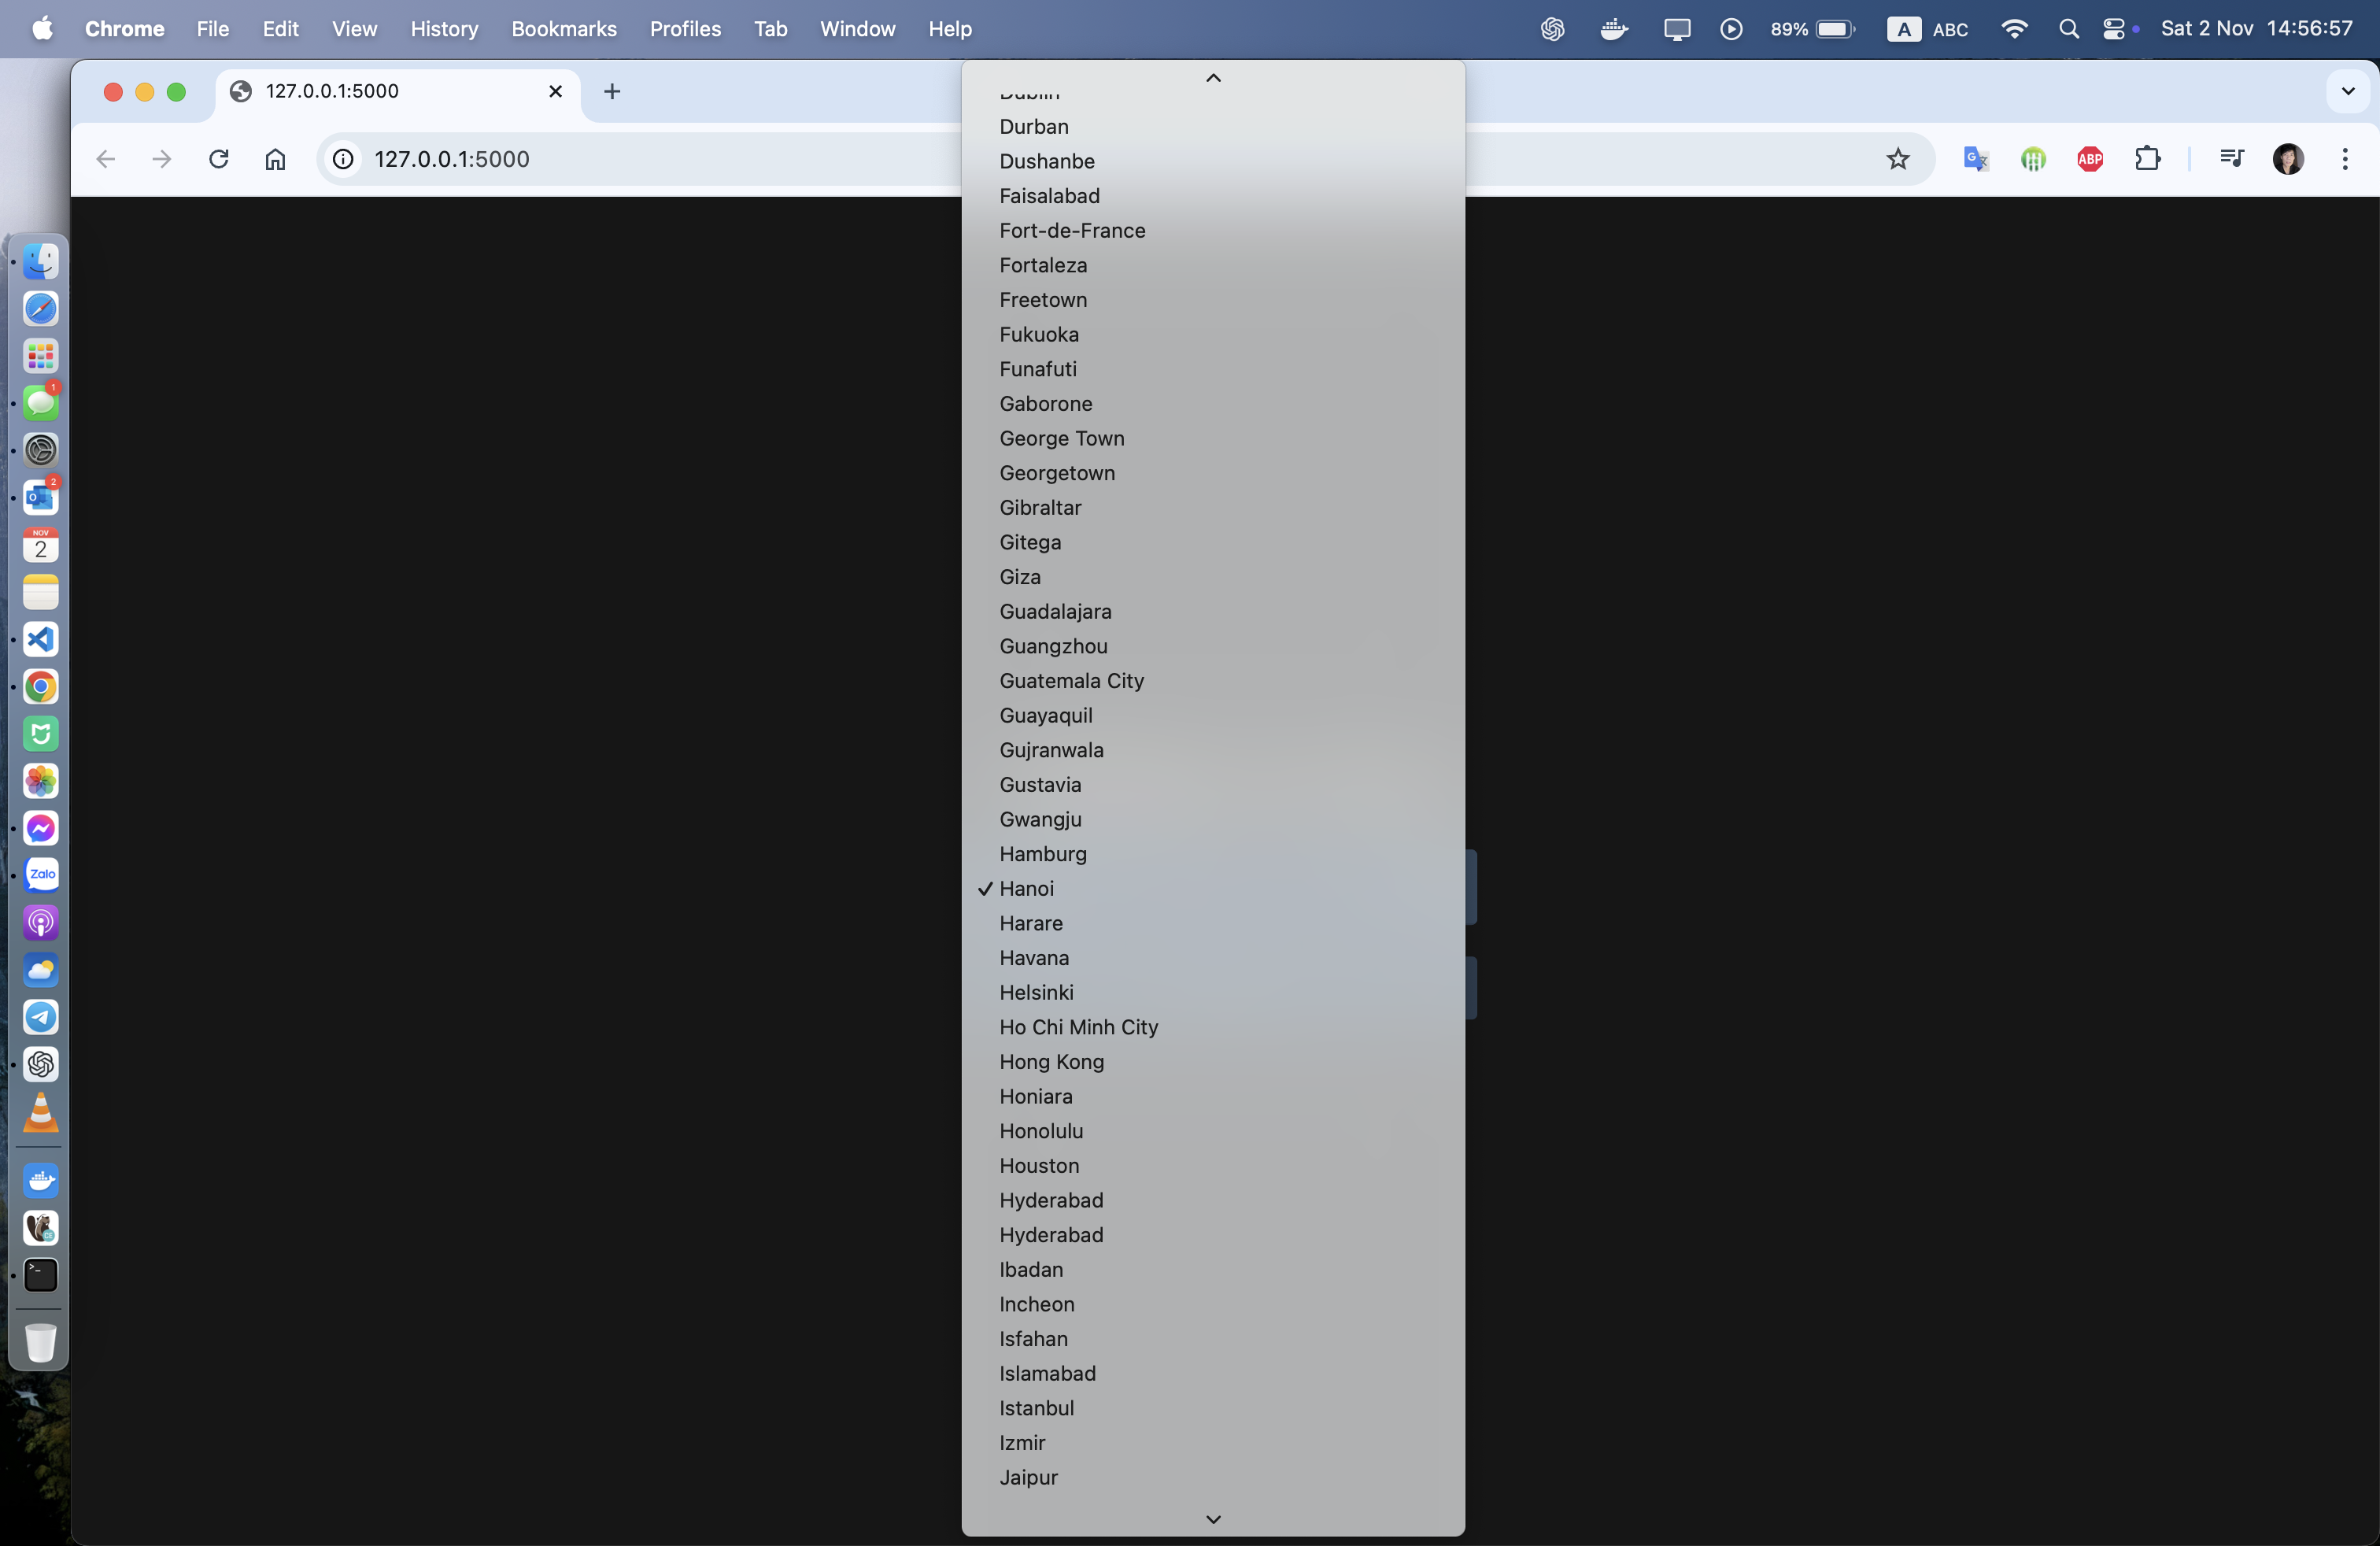 Chrome File Edit View History Bookmarks Profiles Tab Window Help 89% A ABC Sat 2 Nov 14:56:57
127.0.0.1:5000
127.0.0.1:5000
ABP
Dublin
Durban
Dushanbe
Faisalabad
Fort-de-France
Fortaleza
Freetown
Fukuoka
Funafuti
Gaborone
George Town
Georgetown
Gibraltar
Gitega
Giza
Guadalajara
Guangzhou
Guatemala City
Guayaquil
Gujranwala
Gustavia
Gwangju
Hamburg
Hanoi
Harare
Havana
Helsinki
Ho Chi Minh City
Hong Kong
Honiara
Honolulu
Houston
Hyderabad
Hyderabad
Ibadan
Incheon
Isfahan
Islamabad
Istanbul
Izmir
Jaipur
1
2
NOV
2
Zalo
CE